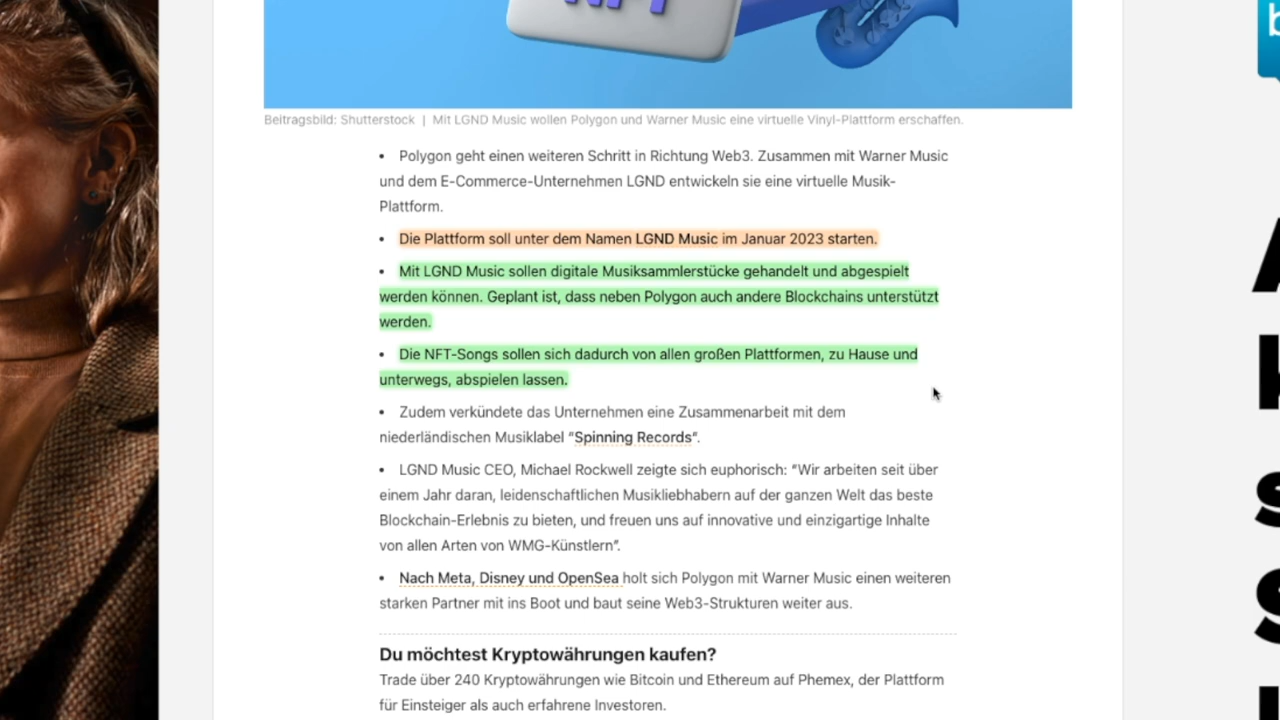 NFT
Beitragsbild: Shutterstock | Mit LGND Music wollen Polygon und Warner Music eine virtuelle Vinyl-Plattform erschaffen.
• Polygon geht einen weiteren Schritt in Richtung Web3. Zusammen mit Warner Music
und dem E-Commerce-Unternehmen LGND entwickeln sie eine virtuelle Musik-
Plattform.
• Die Plattform soll unter dem Namen LGND Music im Januar 2023 starten.
• Mit LGND Music sollen digitale Musiksammlerstücke gehandelt und abgespielt
werden können. Geplant ist, dass neben Polygon auch andere Blockchains unterstützt
werden.
• Die NFT-Songs sollen sich dadurch von allen großen Plattformen, zu Hause und
unterwegs, abspielen lassen.
• Zudem verkündete das Unternehmen eine Zusammenarbeit mit dem
niederländischen Musiklabel “Spinning Records”.
• LGND Music CEO, Michael Rockwell zeigte sich euphorisch: “Wir arbeiten seit über
einem Jahr daran, leidenschaftlichen Musikliebhabern auf der ganzen Welt das beste
Blockchain-Erlebnis zu bieten, und freuen uns auf innovative und einzigartige Inhalte
von allen Arten von WMG-Künstlern”.
• Nach Meta, Disney und OpenSea holt sich Polygon mit Warner Music einen weiteren
starken Partner mit ins Boot und baut seine Web3-Strukturen weiter aus.
Du möchtest Kryptowährungen kaufen?
Trade über 240 Kryptowährungen wie Bitcoin und Ethereum auf Phemex, der Plattform
für Einsteiger als auch erfahrene Investoren.